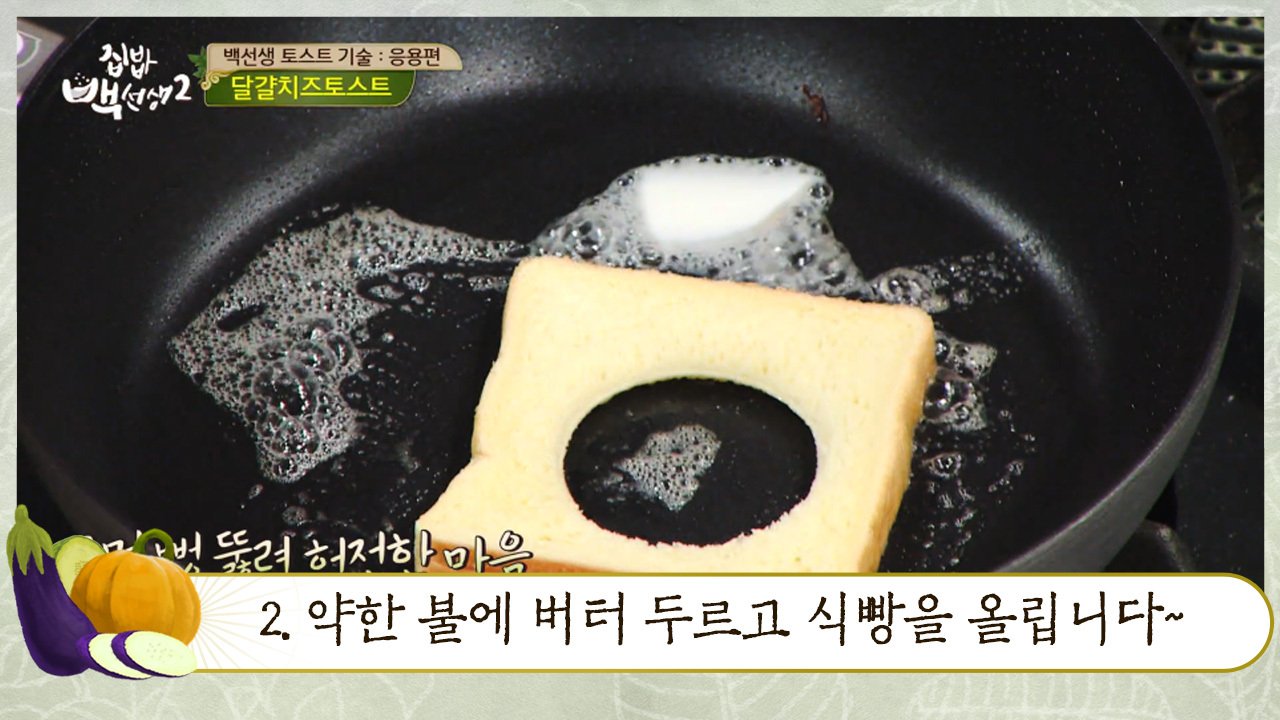 집밥
백선생2
백선생 토스트 기술 : 응용편
달걀치즈토스트
뚫려 허전한 마음
2. 약한 불에 버터 두르고 식빵을 올립니다~